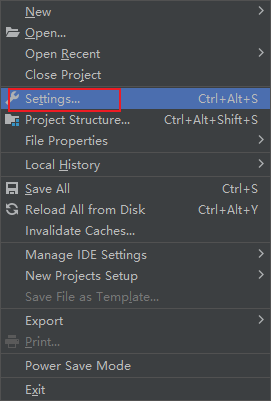 New
Open...
Open Recent
Close Project
Settings... Ctrl+Alt+S
Project Structure... Ctrl+Alt+Shift+S
File Properties
Local History
Save All Ctrl+S
Reload All from Disk Ctrl+Alt+Y
Invalidate Caches...
Manage IDE Settings
New Projects Setup
Save File as Template...
Export
Print...
Power Save Mode
Exit